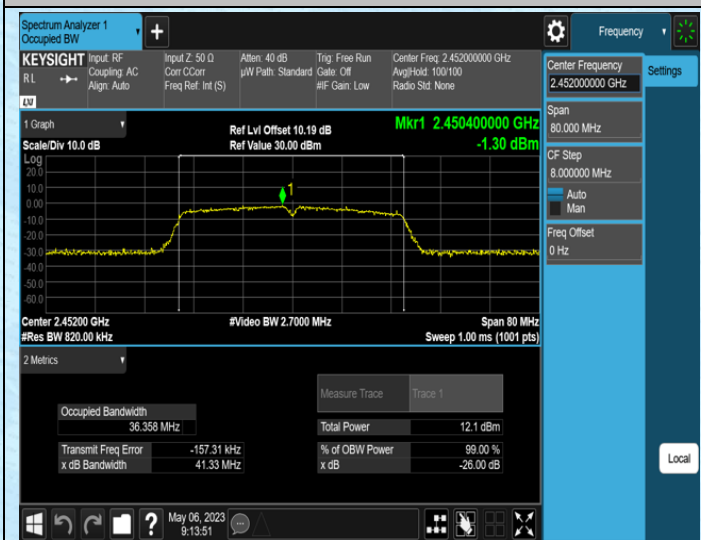 Spectrum Analyzer 1
Occupied BW
Frequency
KEYSIGHT
R L
LXI
Input: RF
Coupling: AC
Align: Auto
Input Z: 50 Ω
Corr CCorr
Freq Ref: Int (S)
Atten: 40 dB
µW Path: Standard
Trig: Free Run
Gate: Off
#IF Gain: Low
Center Freq: 2.452000000 GHz
Avg|Hold: 100/100
Radio Std: None
Center Frequency
2.452000000 GHz
Settings
Span
80.000 MHz
CF Step
8.000000 MHz
Auto
Man
Freq Offset
0 Hz
1 Graph
Scale/Div 10.0 dB
Ref Lvl Offset 10.19 dB
Ref Value 30.00 dBm
Mkr1 2.450400000 GHz
-1.30 dBm
Log
20.0
10.0
0.00
-10.0
-20.0
-30.0
-40.0
-50.0
-60.0
1
Center 2.45200 GHz
#Res BW 820.00 kHz
#Video BW 2.7000 MHz
Span 80 MHz
Sweep 1.00 ms (1001 pts)
2 Metrics
Measure Trace
Trace 1
Occupied Bandwidth
36.358 MHz
Total Power
12.1 dBm
Transmit Freq Error
-157.31 kHz
% of OBW Power
99.00 %
x dB Bandwidth
41.33 MHz
x dB
-26.00 dB
Local
?
May 06, 2023
9:13:51